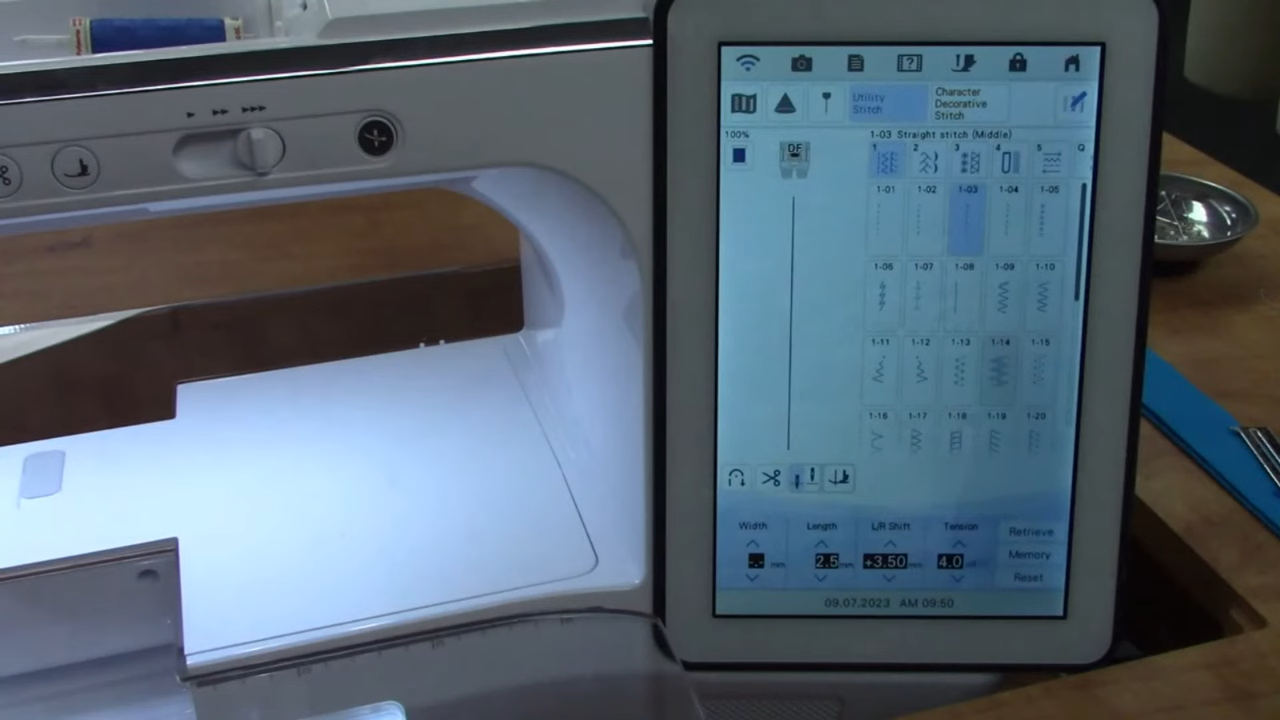 Utility
Stitch
Character
Decorative
Stitch
100%
1-03 Straight stitch (Middle)
DF
1 2 3 4 5
1-01 1-02 1-03 1-04 1-05
1-06 1-07 1-08 1-09 1-10
1-11 1-12 1-13 1-14 1-15
1-16 1-17 1-18 1-19 1-20
Width Length L/R Shift Tension
-.- mm 2.5 mm +3.50 mm 4.0
Retrieve
Memory
Reset
09.07.2023 AM 09:50